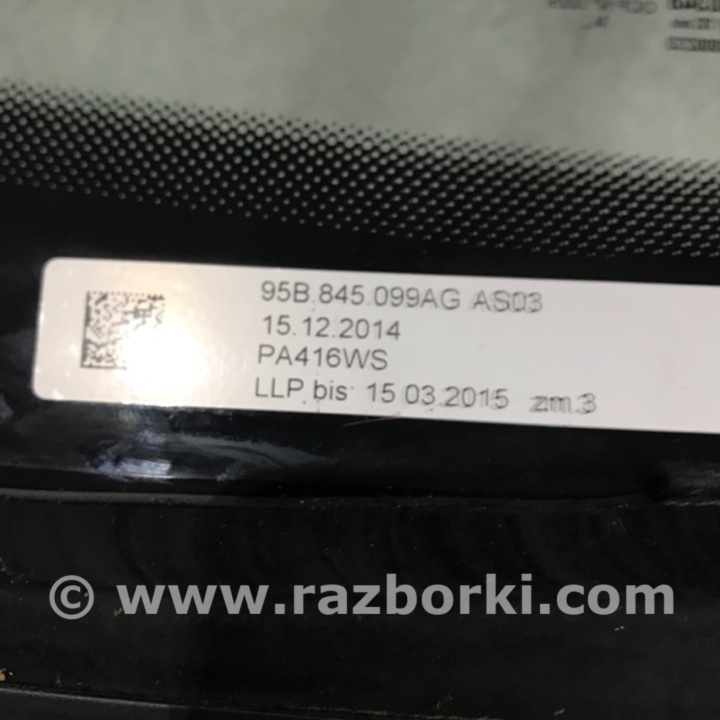 95B.845.099AG AS03
15.12.2014
PA416WS
LLP bis: 15 03.2015 zm.3
© www.razborki.com